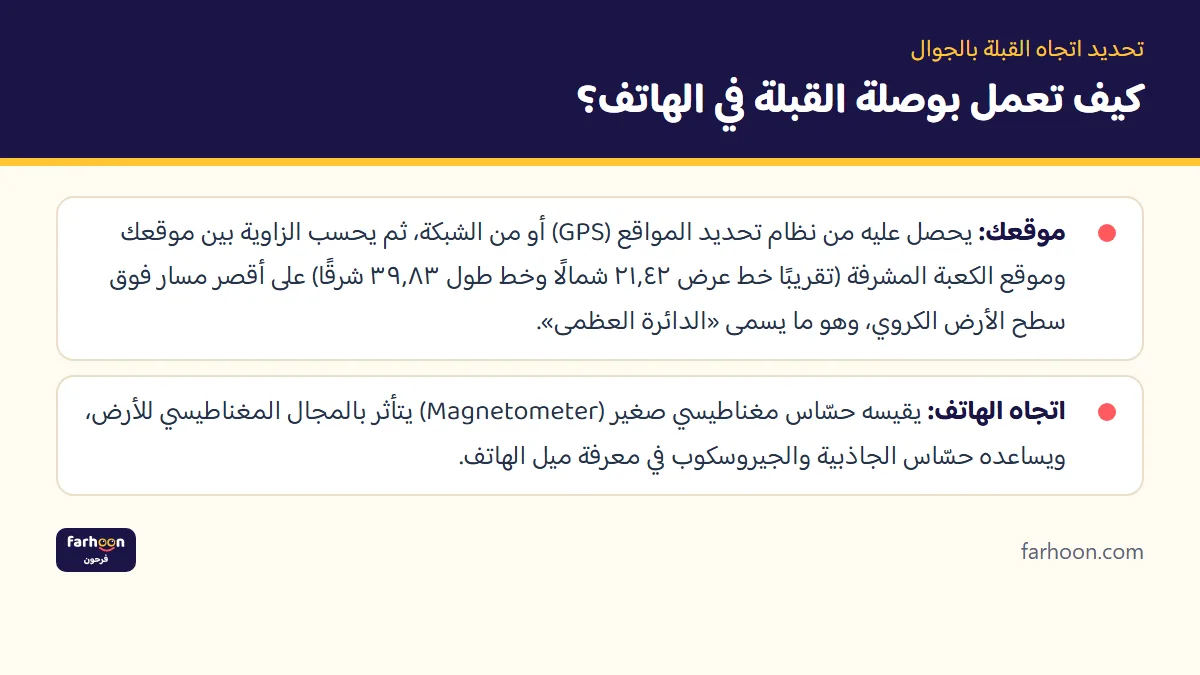 تحديد اتجاه القبلة بالجوال
كيف تعمل بوصلة القبلة في الهاتف؟
موقعك: يحصل عليه من نظام تحديد المواقع (GPS) أو من الشبكة، ثم يحسب الزاوية بين موقعك
وموقع الكعبة المشرفة (تقريبًا خط عرض ٢١,٤٢ شمالًا وخط طول ٣٩,٨٣ شرقًا) على أقصر مسار فوق
سطح الأرض الكروي، وهو ما يسمى «الدائرة العظمى».
اتجاه الهاتف: يقيسه حسّاس مغناطيسي صغير (Magnetometer) يتأثر بالمجال المغناطيسي للأرض،
ويساعده حسّاس الجاذبية والجيروسكوب في معرفة ميل الهاتف.
farhoon.com
farhoon
فرحون